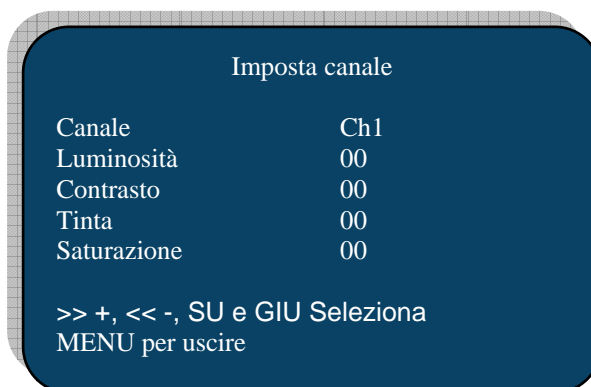 Imposta canale
Canale Ch1
Luminosità 00
Contrasto 00
Tinta 00
Saturazione 00
>> +, << -, SU e GIU Seleziona
MENU per uscire